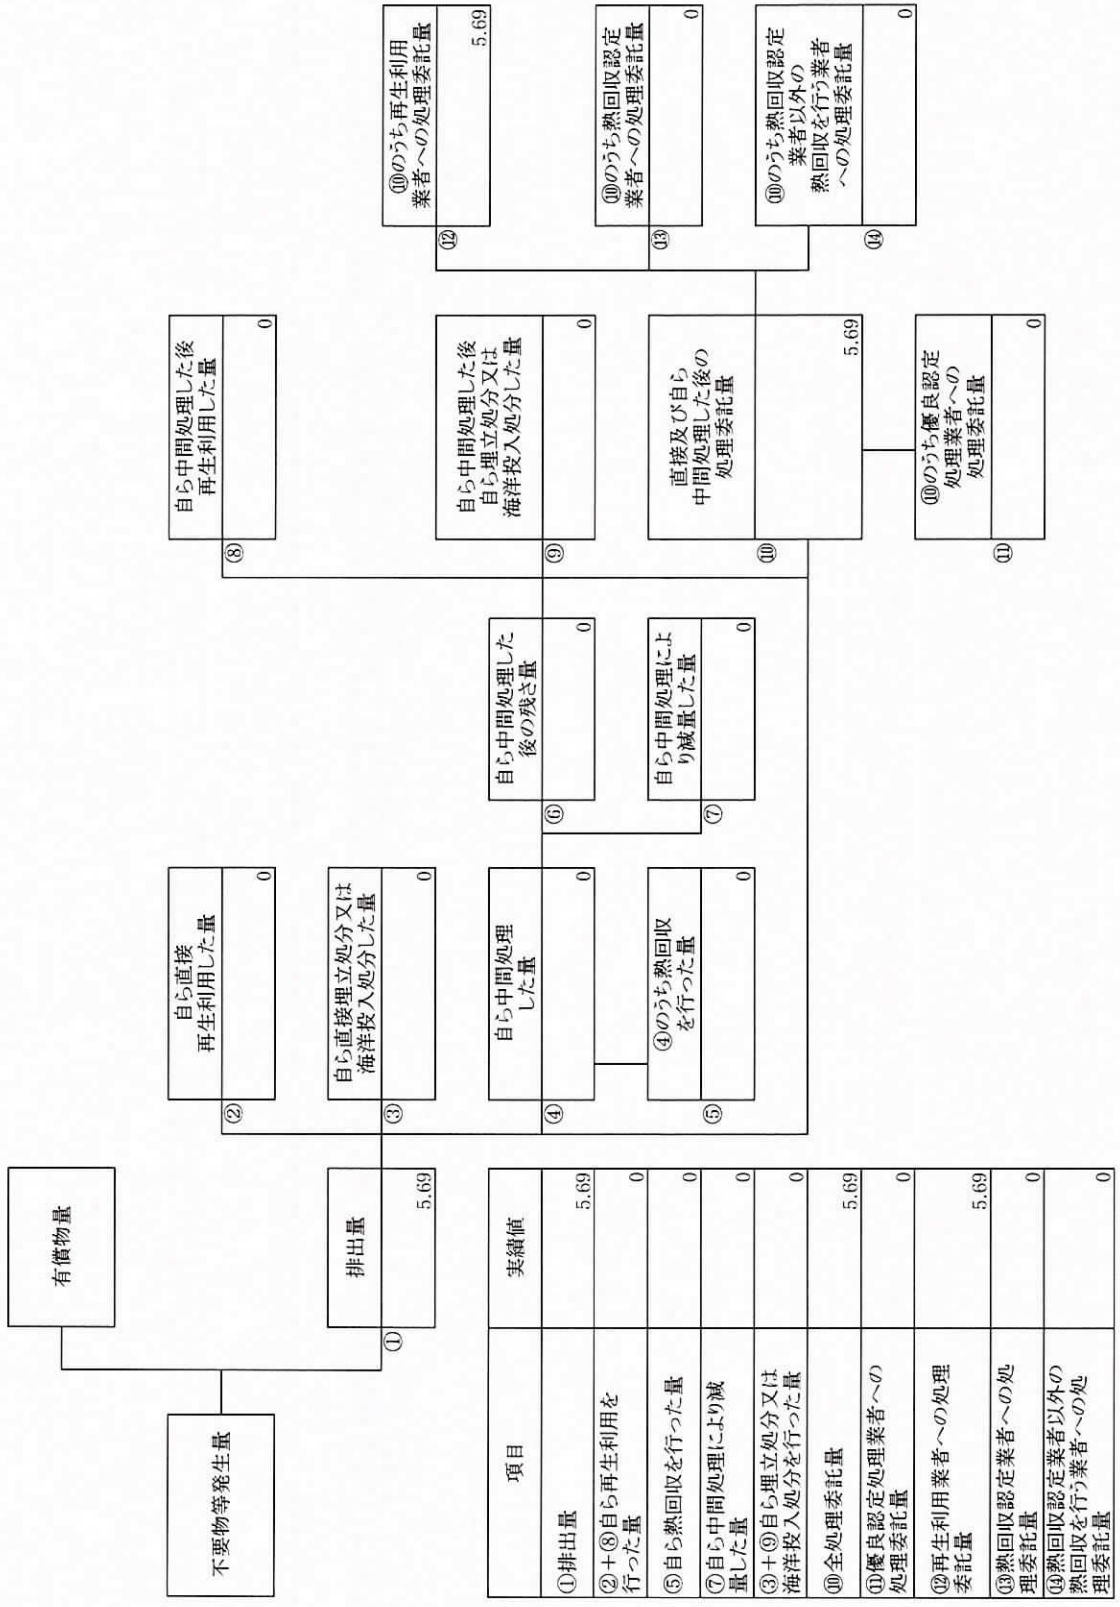 有償物量
不要物等発生量
排出量
①
5.69
自ら直接
再生利用した量
②
0
自ら直接埋立処分又は
海洋投入処分した量
③
0
自ら中間処理
した量
④
0
④のうち熱回収
を行った量
⑤
0
自ら中間処理した
後の残さ量
⑥
0
自ら中間処理によ
り減量した量
⑦
0
自ら中間処理した後
再生利用した量
⑧
0
自ら中間処理した後
自ら埋立処分又は
海洋投入処分した量
⑨
0
直接及び自ら
中間処理した後の
処理委託量
⑩
5.69
⑩のうち優良認定
処理業者への
処理委託量
⑪
0
⑩のうち再生利用
業者への処理委託量
⑫
5.69
⑩のうち熱回収認定
業者への処理委託量
⑬
0
⑩のうち熱回収認定
業者以外の
熱回収を行う業者
への処理委託量
⑭
0
項目 実績値
①排出量 5.69
②+⑧自ら再生利用を
行った量 0
⑤自ら熱回収を行った量 0
⑦自ら中間処理により減
量した量 0
③+⑨自ら埋立処分又は
海洋投入処分を行った量 0
⑩全処理委託量 5.69
⑪優良認定処理業者への
処理委託量 0
⑫再生利用業者への処理
委託量 5.69
⑬熱回収認定業者への処
理委託量 0
⑭熱回収認定業者以外の
熱回収を行う業者への処
理委託量 0